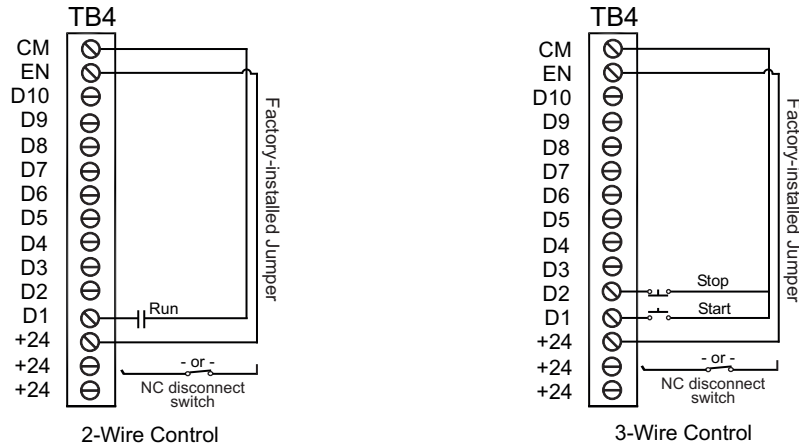 TB4
CM
EN
D10
D9
D8
D7
D6
D5
D4
D3
D2
D1
+24
+24
+24
Run
Factory-installed Jumper
- or -
NC disconnect
switch
2-Wire Control
TB4
CM
EN
D10
D9
D8
D7
D6
D5
D4
D3
D2
D1
+24
+24
+24
Stop
Start
Factory-installed Jumper
- or -
NC disconnect
switch
3-Wire Control